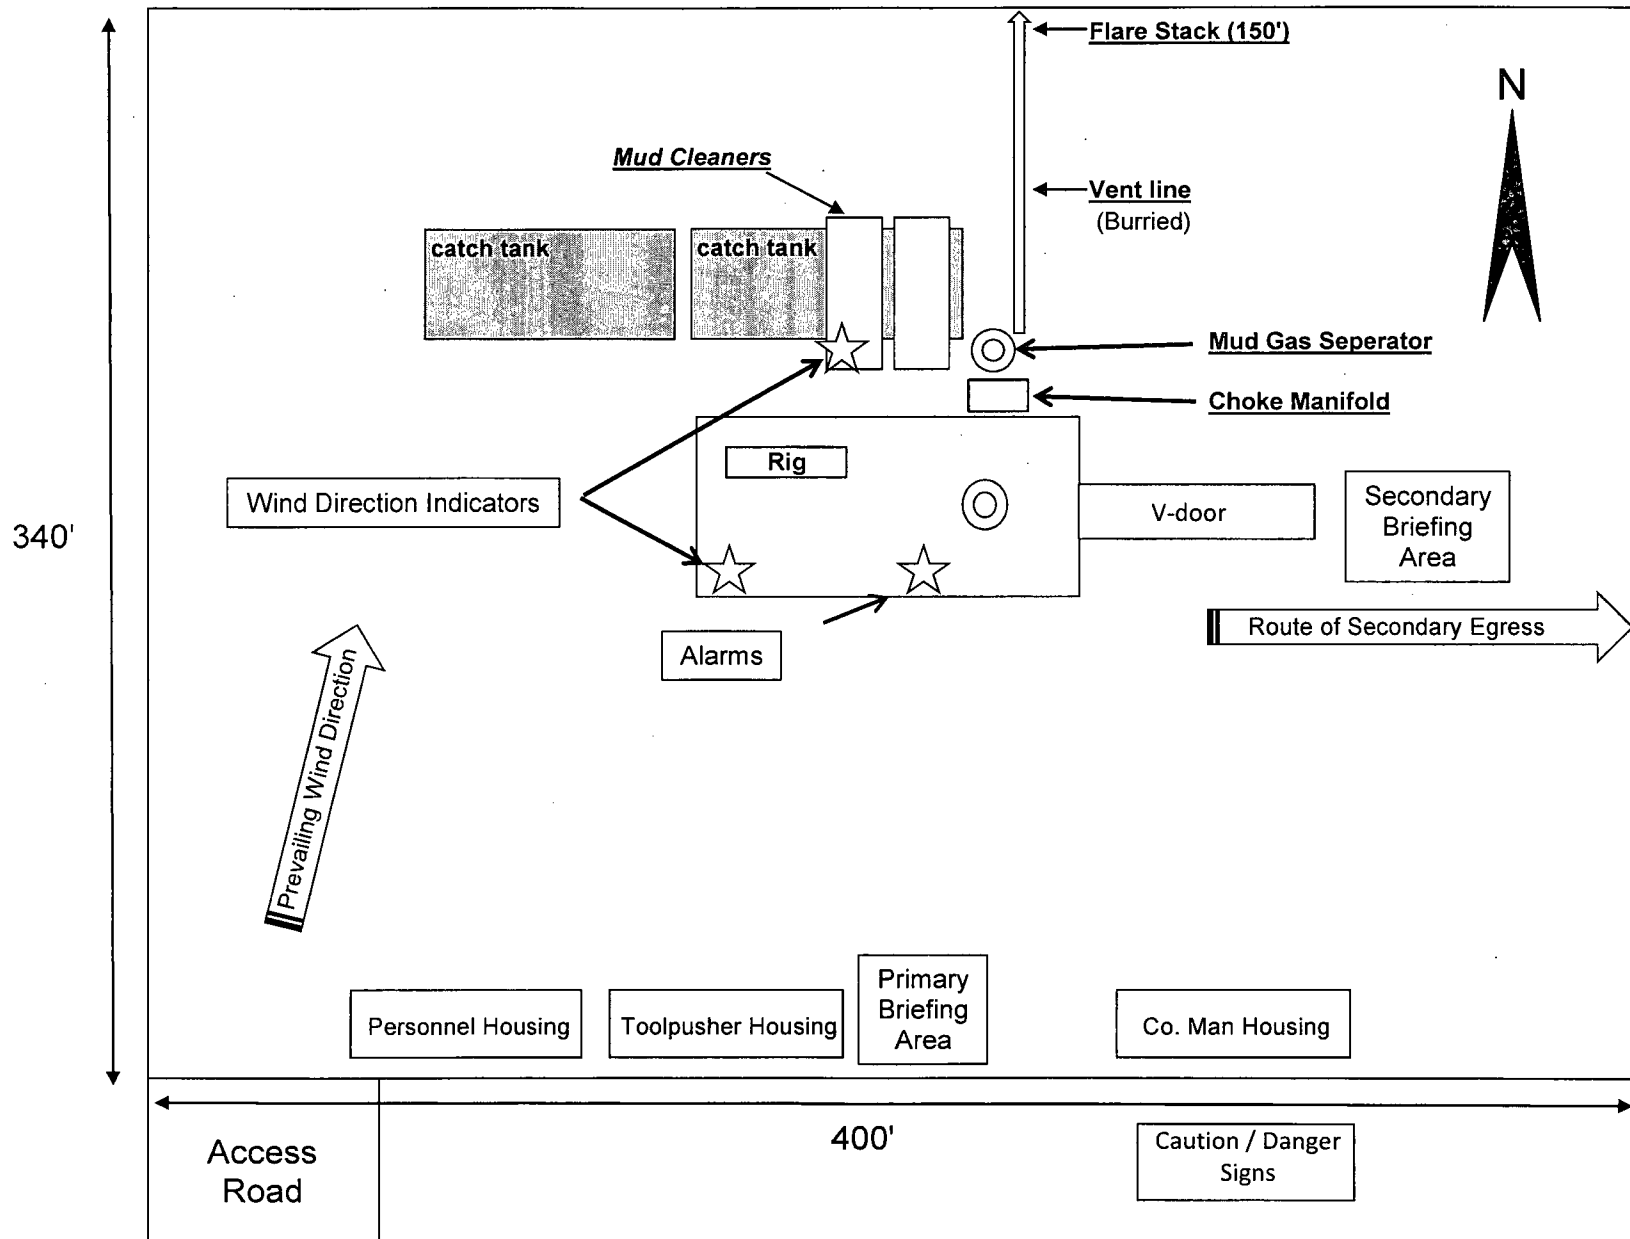 Flare Stack (150')
N
Mud Cleaners
Vent line
(Burried)
catch tank
catch tank
Mud Gas Seperator
Choke Manifold
Rig
Wind Direction Indicators
V-door
Secondary
Briefing
Area
340'
Route of Secondary Egress
Alarms
Prevailing Wind Direction
Personnel Housing
Toolpusher Housing
Primary
Briefing
Area
Co. Man Housing
400'
Access
Road
Caution / Danger
Signs